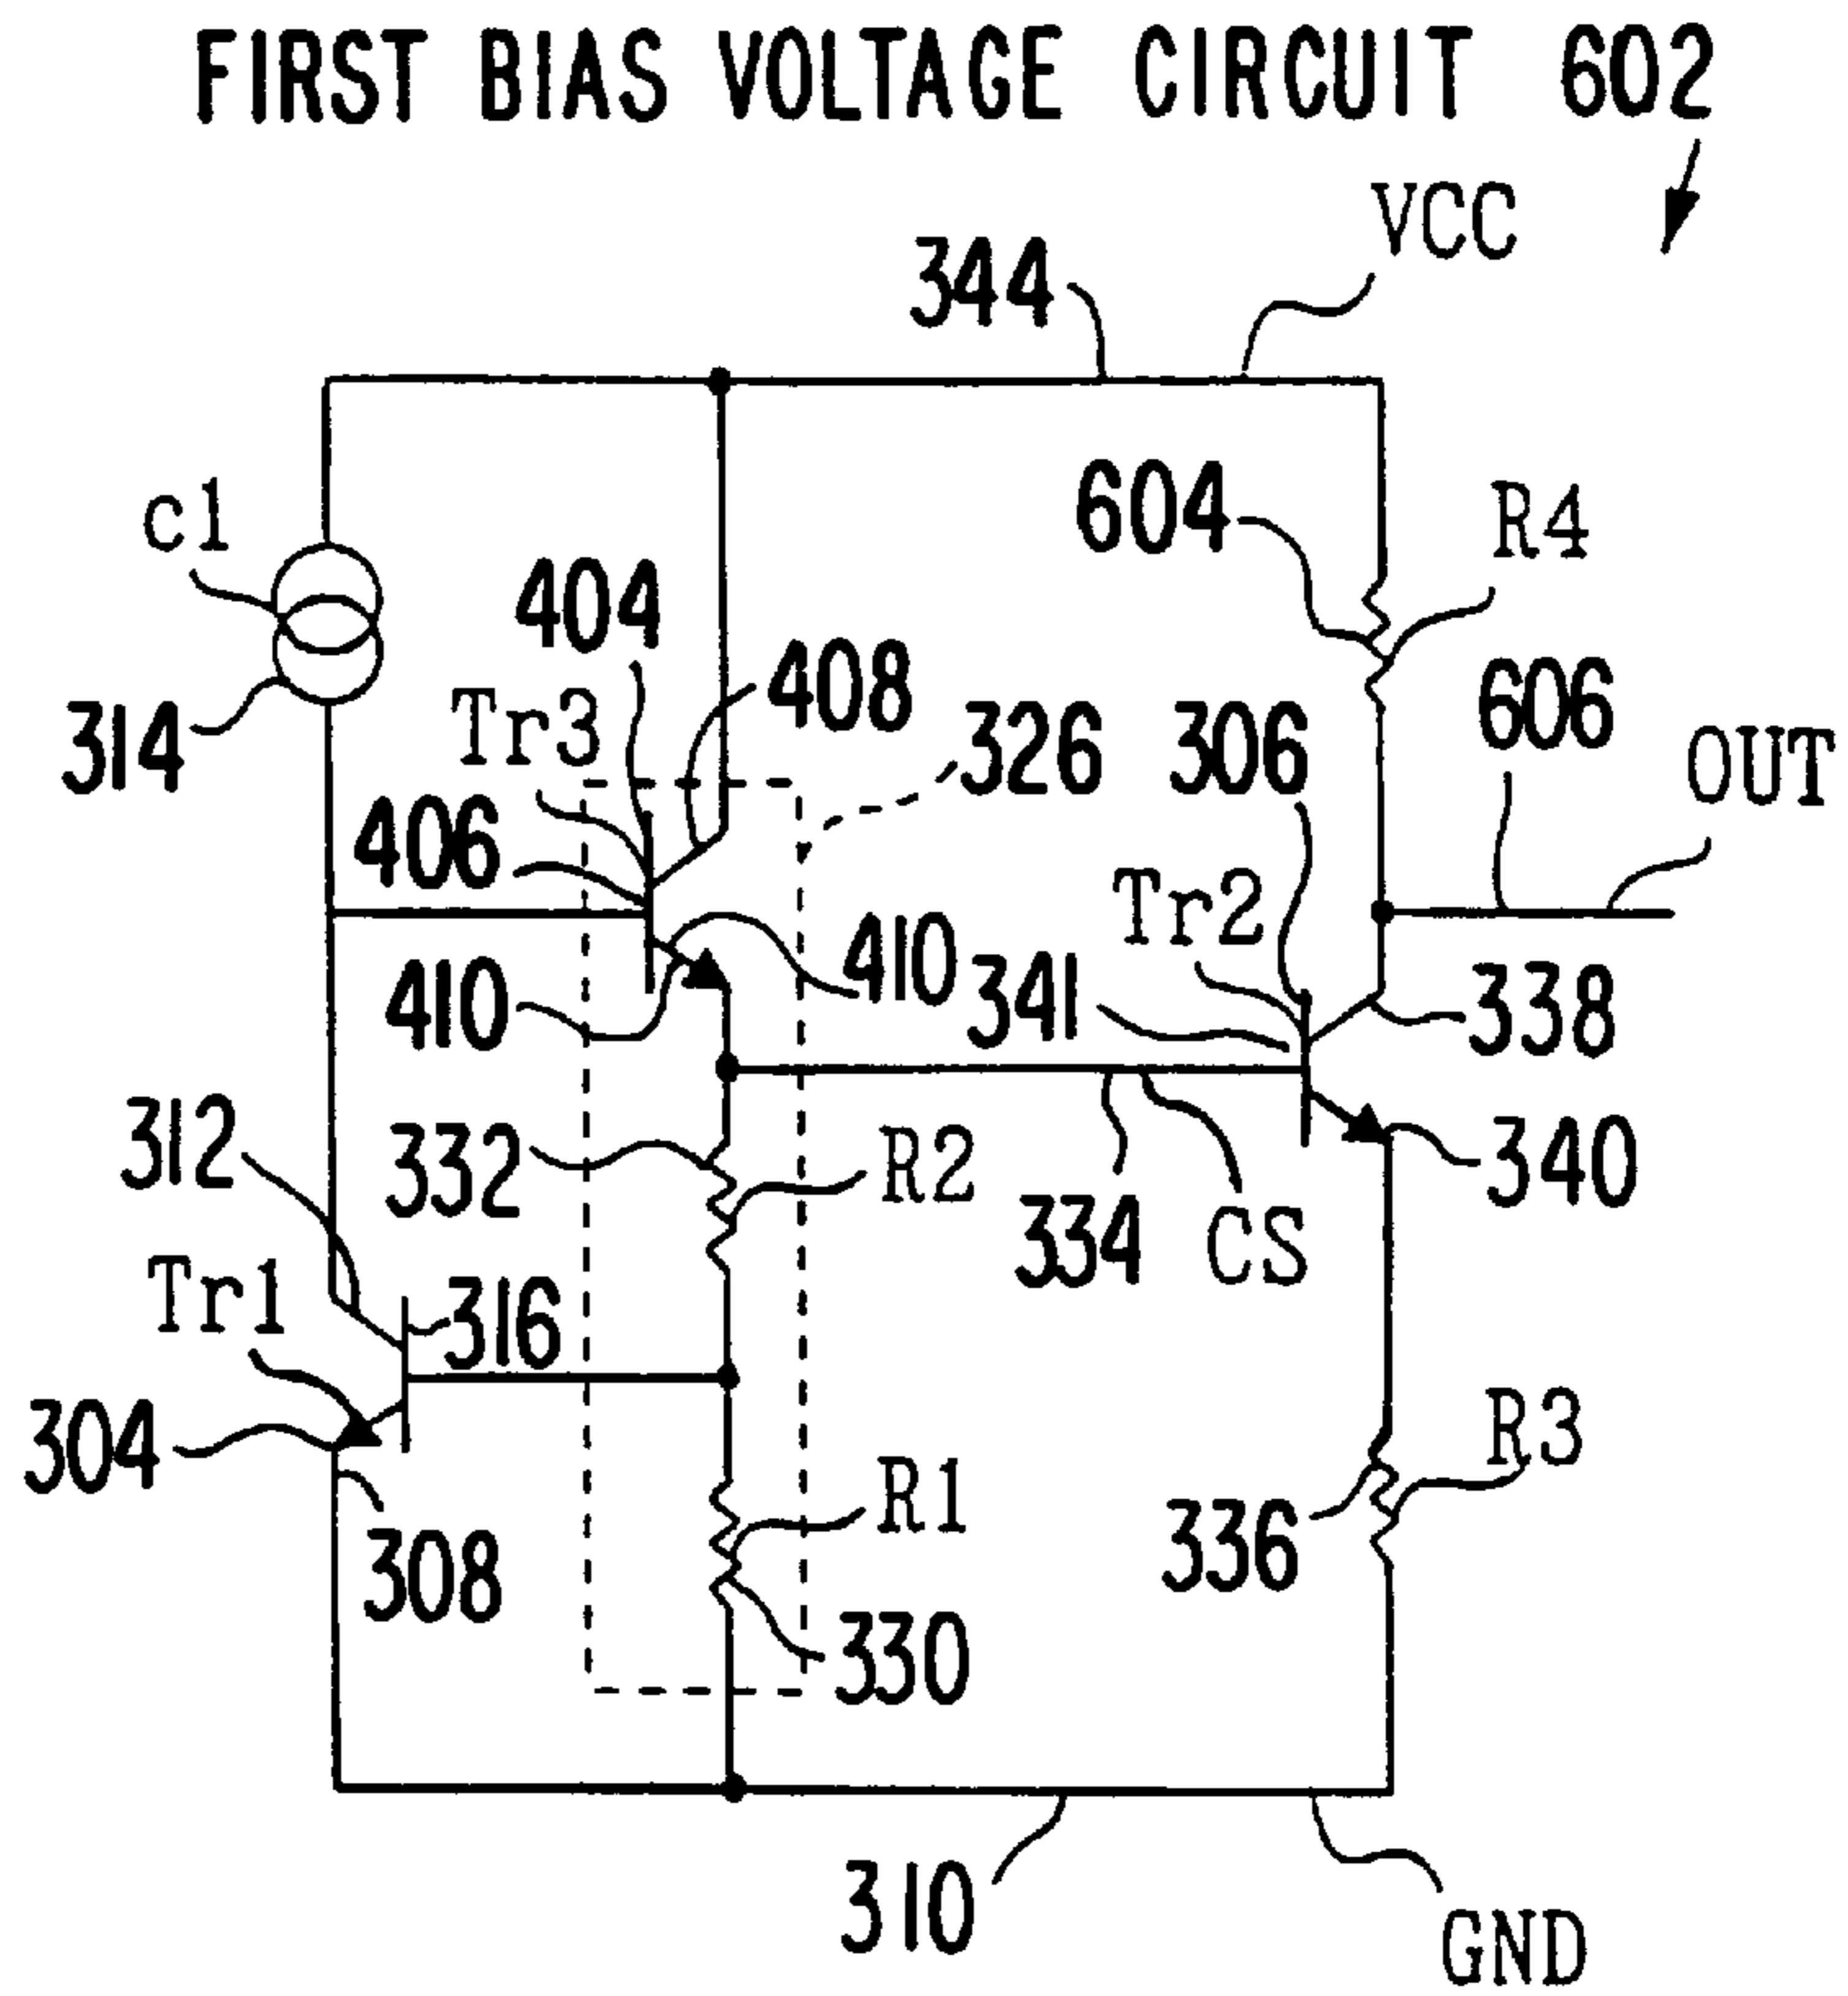 FIRST BIAS VOLTAGE CIRCUIT 602
VCC
344
c1
604
R4
404
314
Tr3
408
326
306
606
OUT
406
Tr2
410
410
341
338
312
332
R2
334
CS
340
Tr1
316
304
R1
R3
308
336
330
310
GND